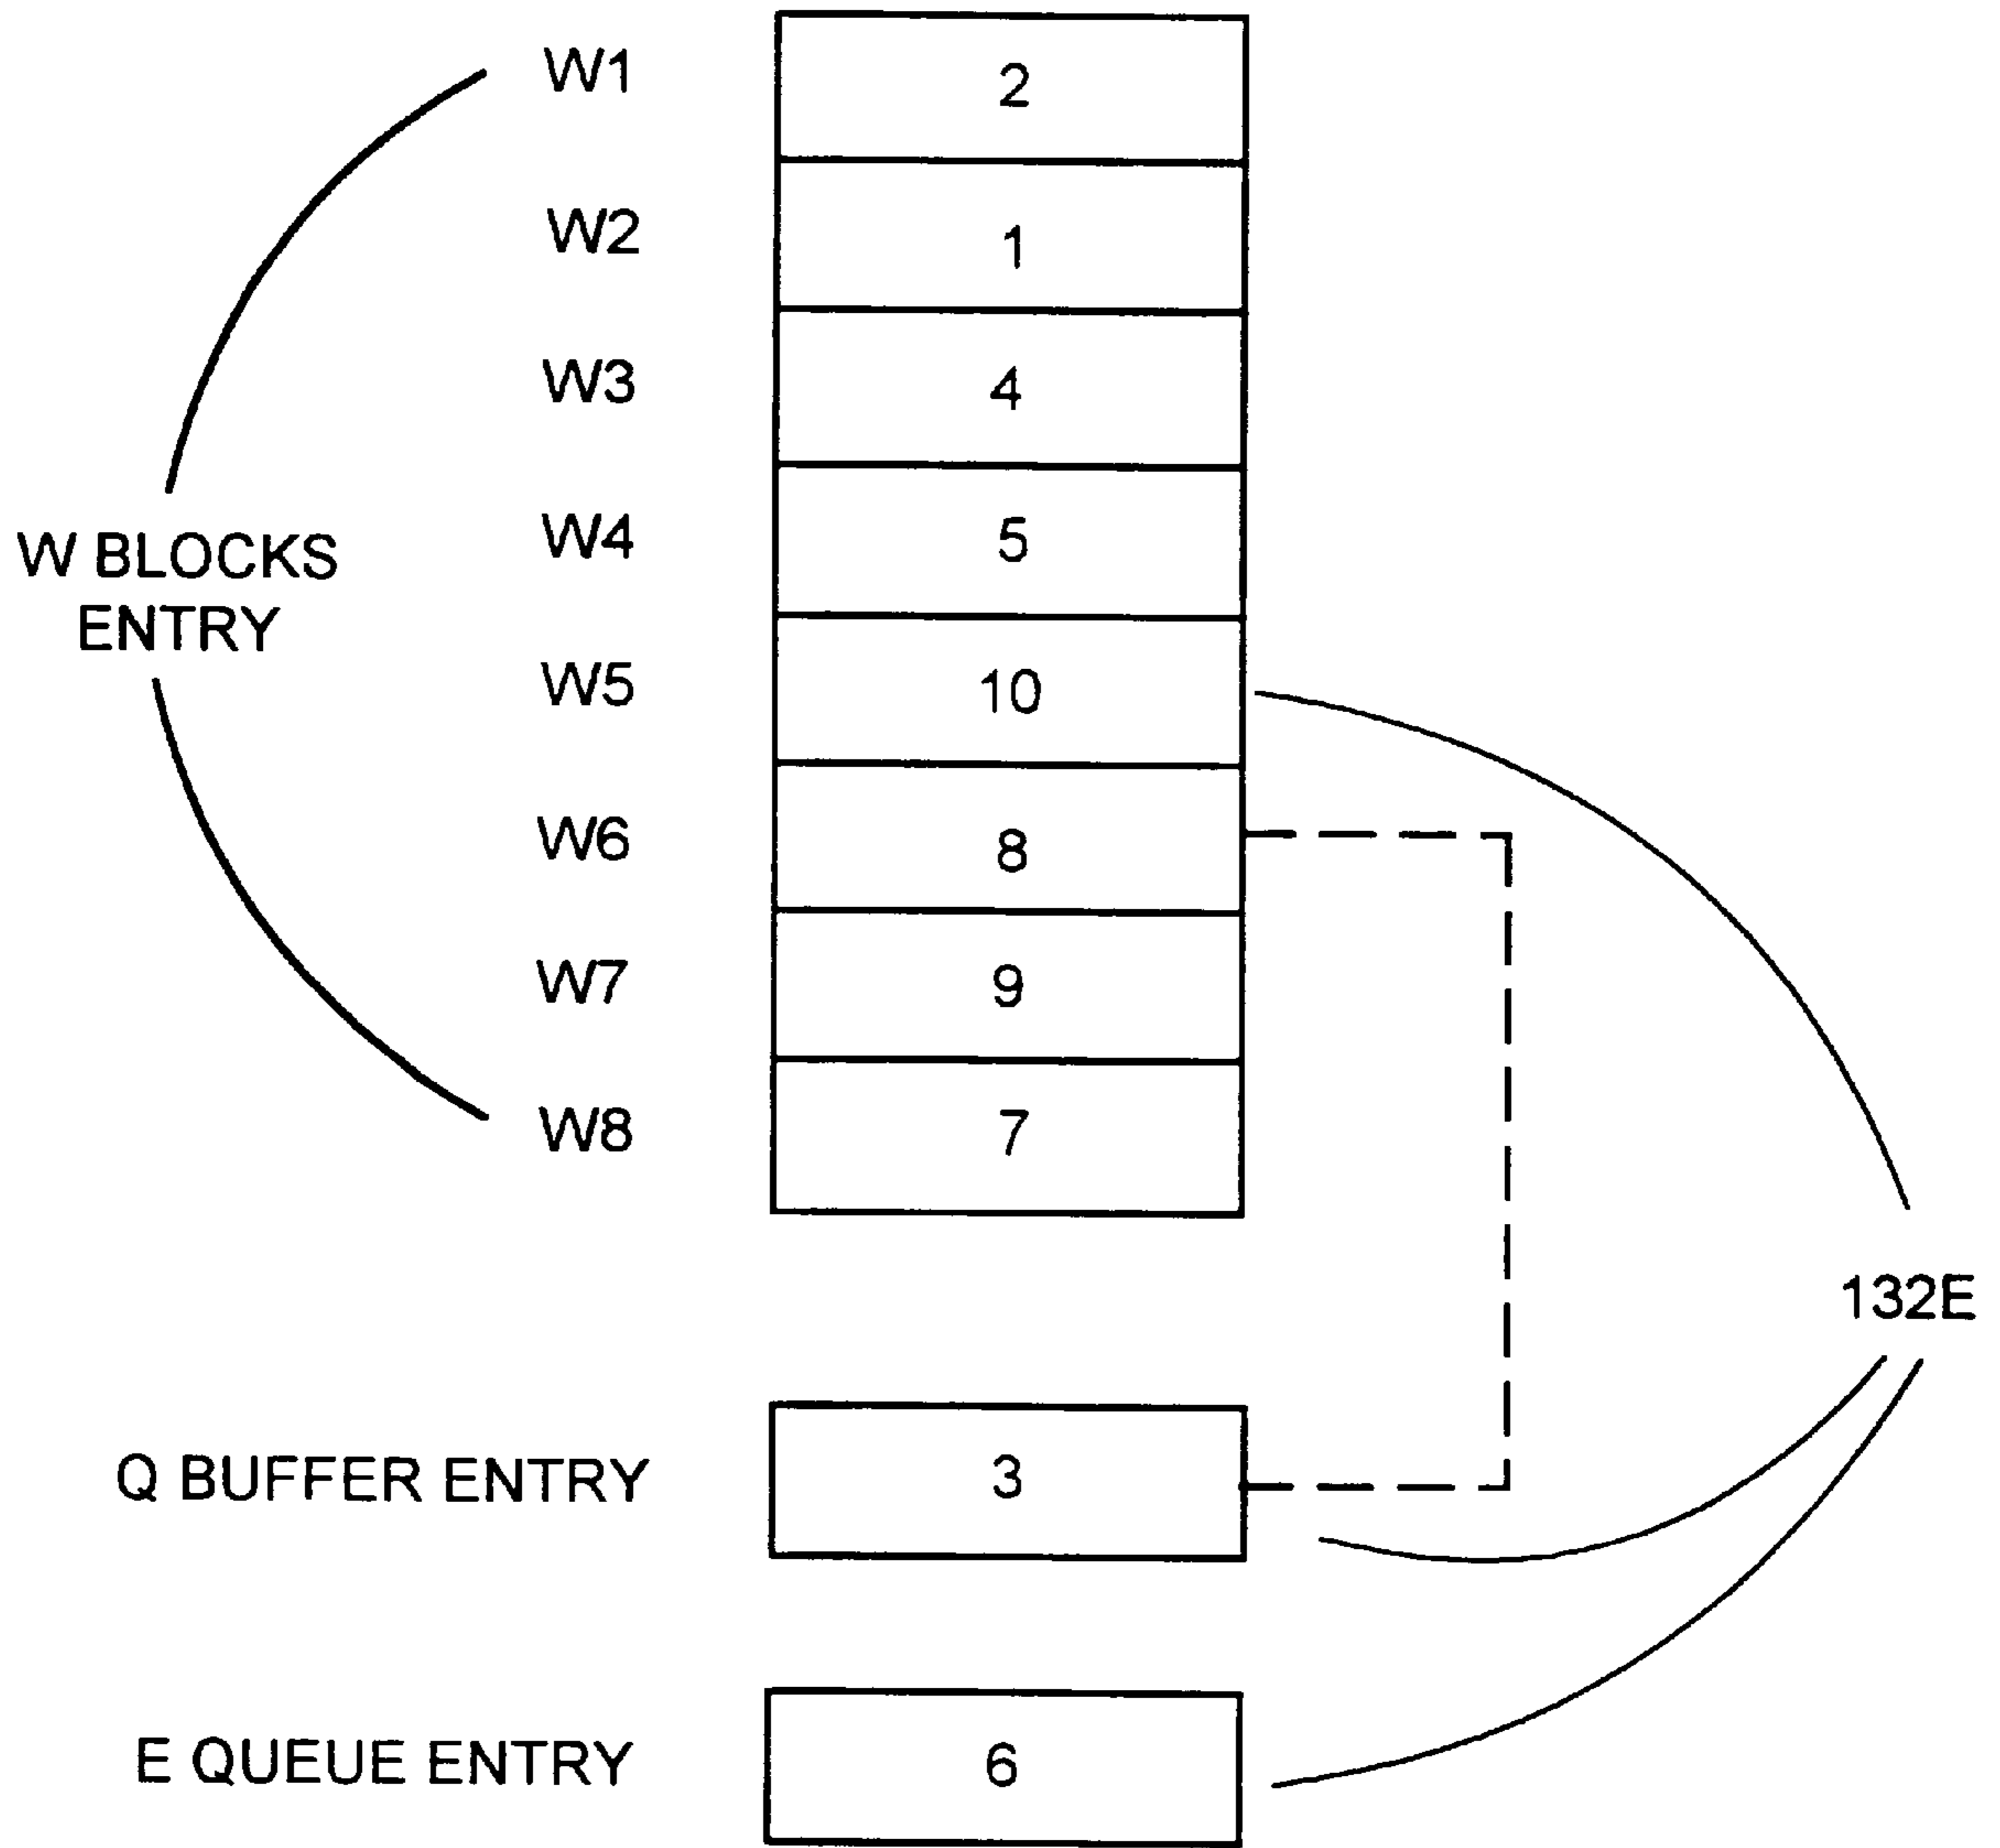 W1 2
W2 1
W3 4
W4 5
W BLOCKS
ENTRY
W5 10
W6 8
W7 9
W8 7
132E
Q BUFFER ENTRY 3
E QUEUE ENTRY 6